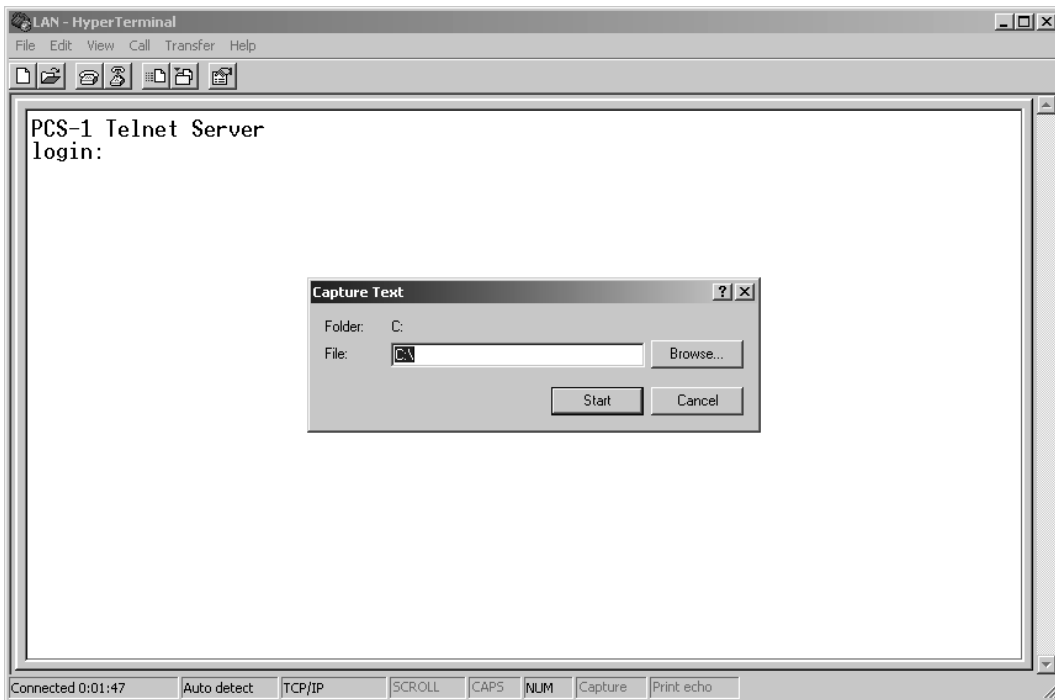 LAN - HyperTerminal
File Edit View Call Transfer Help
PCS-1 Telnet Server
login:
Capture Text
Folder: C:
File: C:\ Browse...
Start Cancel
Connected 0:01:47 Auto detect TCP/IP SCROLL CAPS NUM Capture Print echo